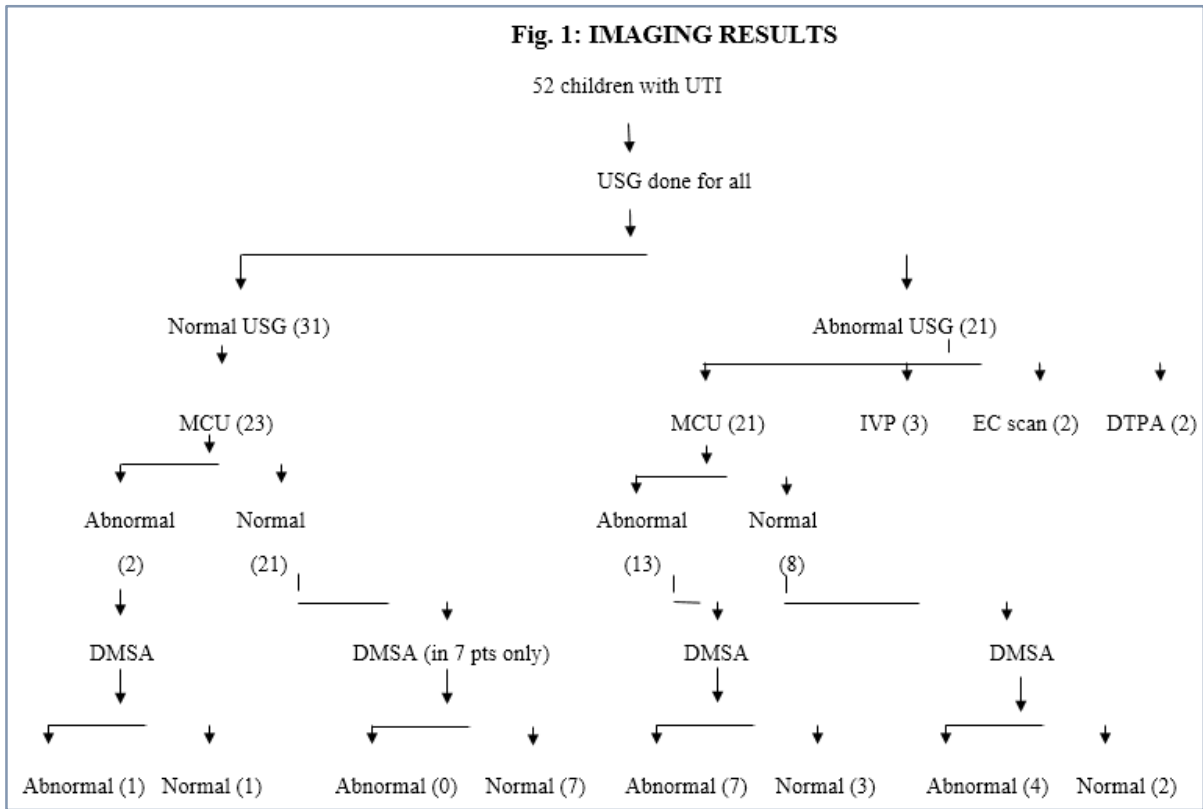 Fig. 1: IMAGING RESULTS
52 children with UTI
USG done for all
Normal USG (31) Abnormal USG (21)
MCU (23) MCU (21) IVP (3) EC scan (2) DTPA (2)
Abnormal Normal Abnormal Normal
(2) (21) (13) (8)
DMSA DMSA (in 7 pts only) DMSA DMSA
Abnormal (1) Normal (1) Abnormal (0) Normal (7) Abnormal (7) Normal (3) Abnormal (4) Normal (2)